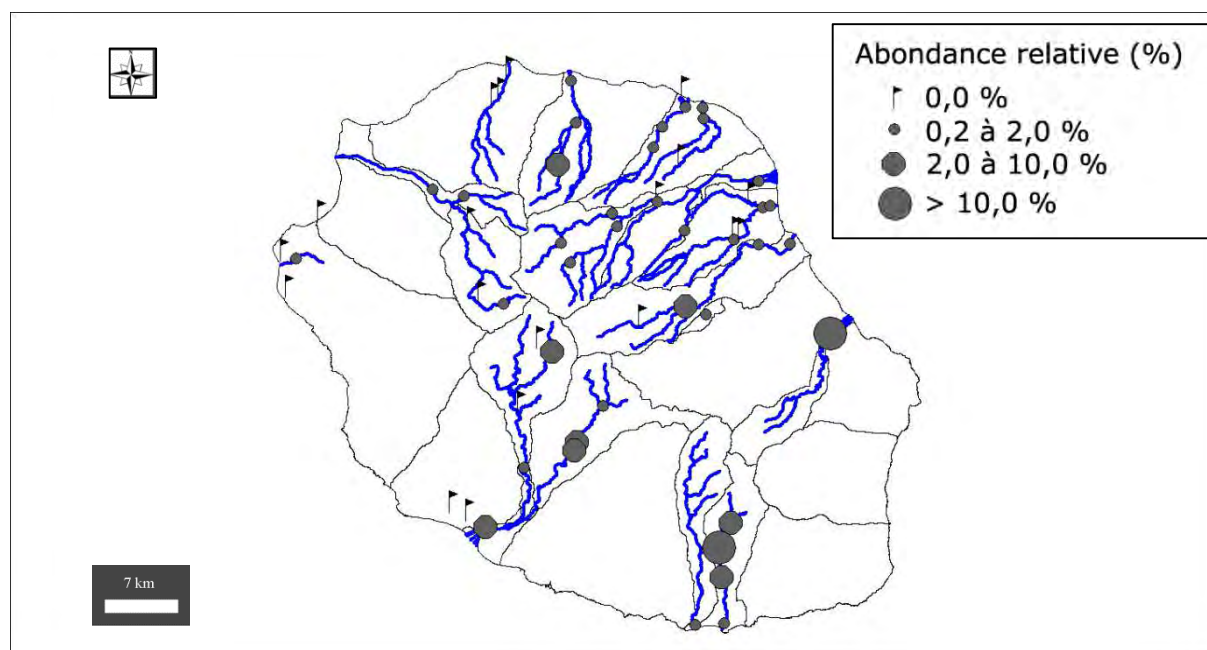 Abondance relative (%)
0,0 %
0,2 à 2,0 %
2,0 à 10,0 %
> 10,0 %
7 km